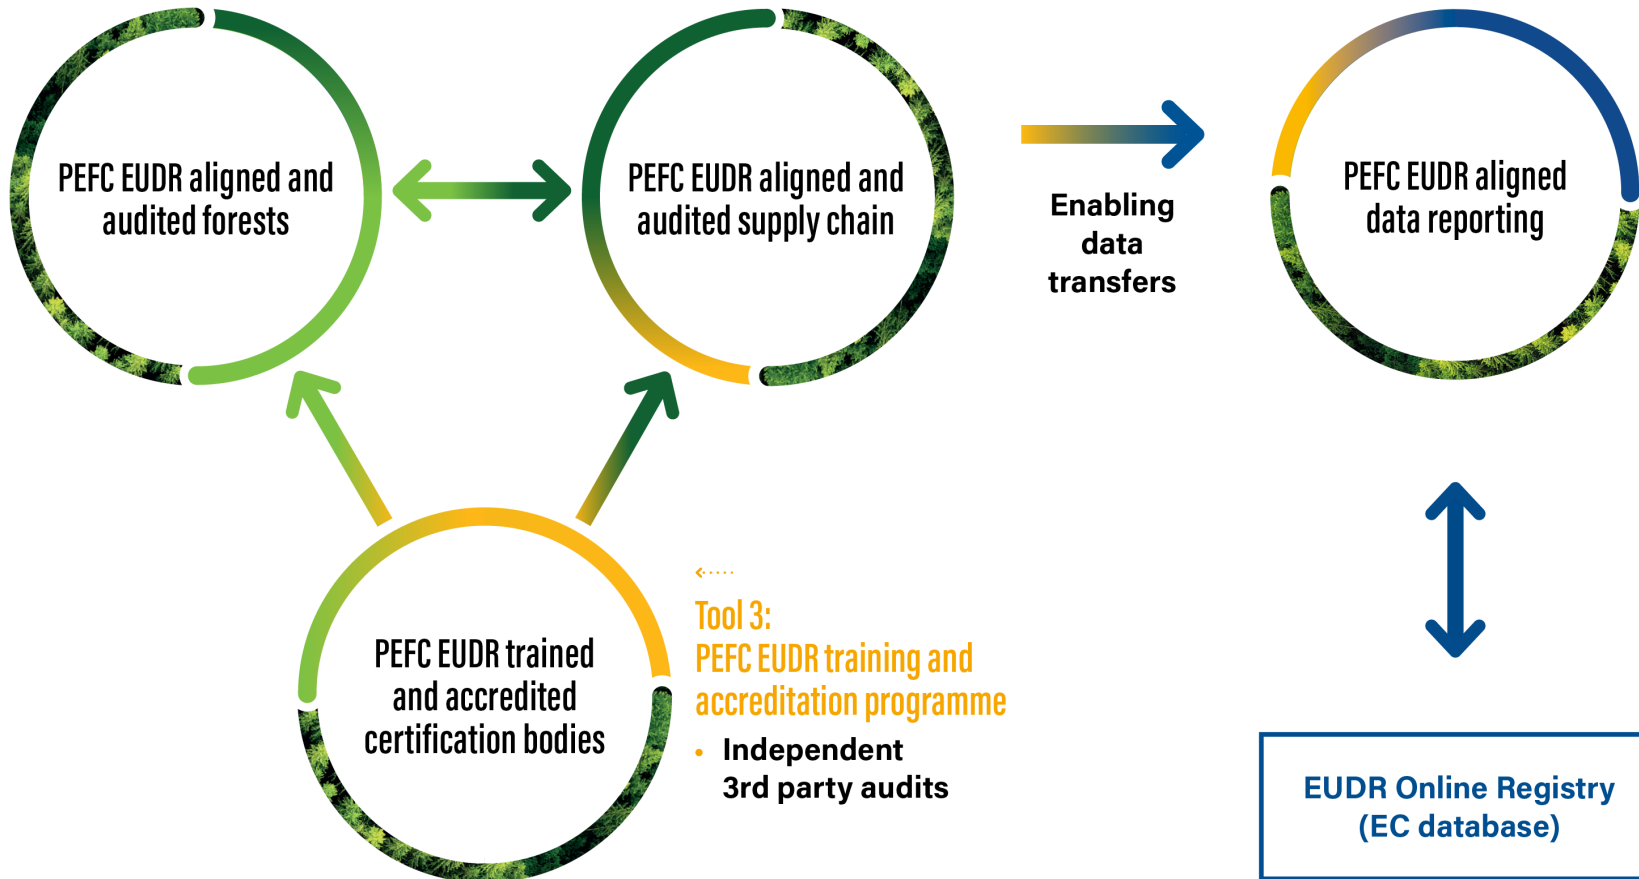 PEFC EUDR aligned and
audited forests
PEFC EUDR aligned and
audited supply chain
Enabling
data
transfers
PEFC EUDR aligned
data reporting
PEFC EUDR trained
and accredited
certification bodies
Tool 3:
PEFC EUDR training and
accreditation programme
• Independent
3rd party audits
EUDR Online Registry
(EC database)